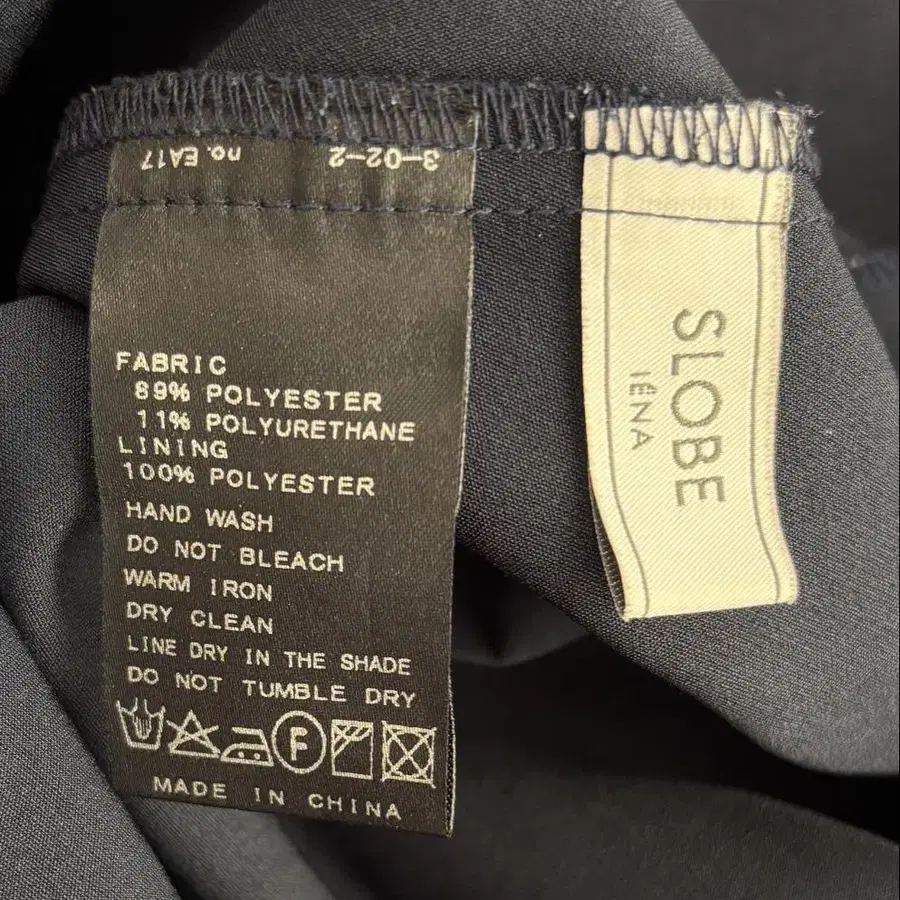 no. EA17 3-02-2
FABRIC
89% POLYESTER
11% POLYURETHANE
LINING
100% POLYESTER
HAND WASH
DO NOT BLEACH
WARM IRON
DRY CLEAN
LINE DRY IN THE SHADE
DO NOT TUMBLE DRY
F
MADE IN CHINA
SLOBE
IÉNA